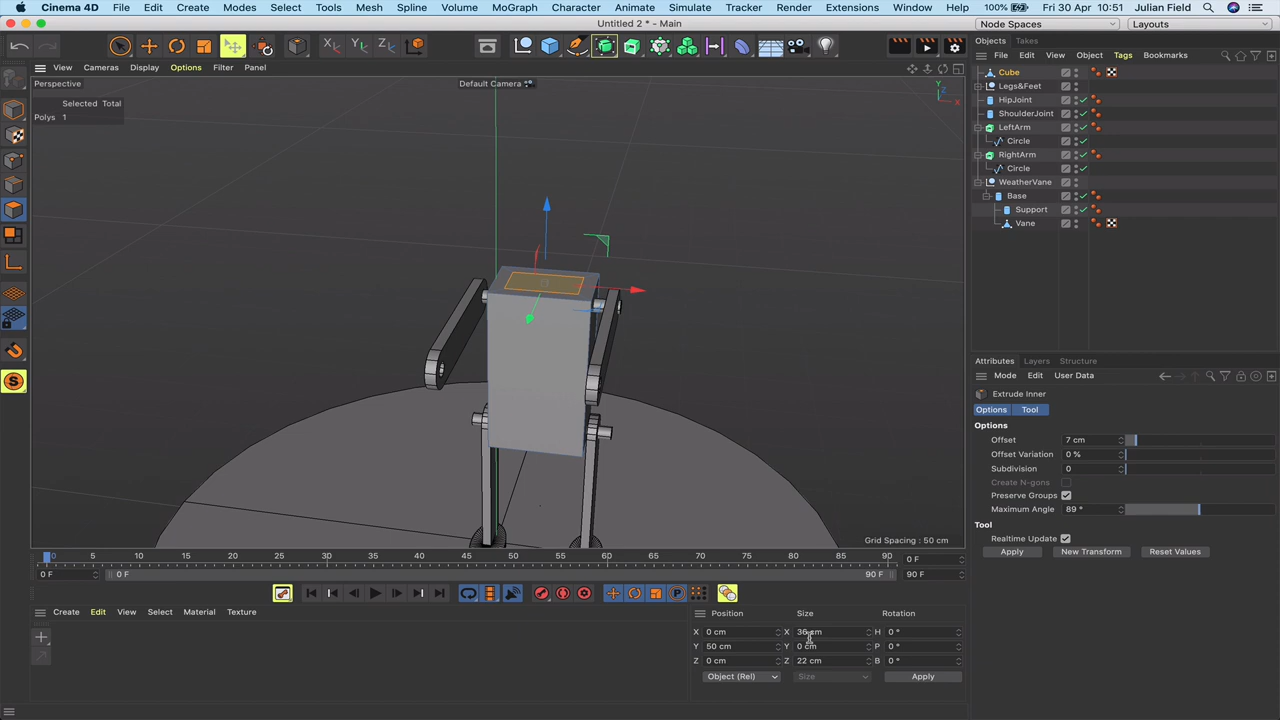 Cinema 4D File Edit Create Modes Select Tools Mesh Spline Volume MoGraph Character Animate Simulate Tracker Render Extensions Window Help 100% Fri 30 Apr 10:51 Julian Field
Untitled 2 * - Main
Node Spaces Layouts
X Y Z
Objects Takes
View Cameras Display Options Filter Panel
File Edit View Object Tags Bookmarks
Perspective
Default Camera
Cube
Legs&Feet
Selected Total
Polys 1
HipJoint
ShoulderJoint
LeftArm
Circle
RightArm
Circle
WeatherVane
Base
Support
Vane
Attributes Layers Structure
Mode Edit User Data
Extrude Inner
Options Tool
Options
Offset 7 cm
Offset Variation 0 %
Subdivision 0
Create N-gons
Preserve Groups
Maximum Angle 89 °
Tool
Realtime Update
Apply New Transform Reset Values
Grid Spacing : 50 cm
0 5 10 15 20 25 30 35 40 45 50 55 60 65 70 75 80 85 90 0 F
0 F 0 F 90 F 90 F
Create Edit View Select Material Texture
Position Size Rotation
X 0 cm X 36 cm H 0 °
Y 50 cm Y 0 cm P 0 °
Z 0 cm Z 22 cm B 0 °
Object (Rel) Size Apply